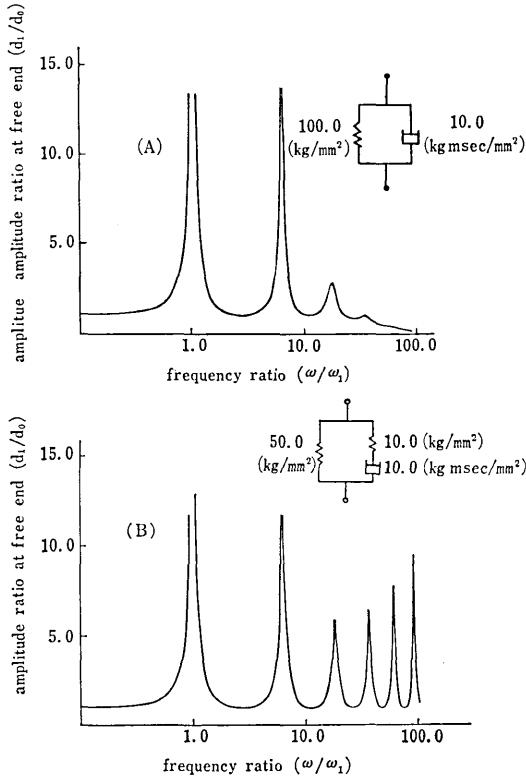 amplitue amplitude ratio at free end (d₁/d₀)
15.0
10.0
5.0
(A)
100.0
(kg/mm²)
10.0
(kg msec/mm²)
1.0
10.0
100.0
frequency ratio (ω/ω₁)
amplitude ratio at free end (d₁/d₀)
15.0
10.0
5.0
(B)
50.0
(kg/mm²)
10.0 (kg/mm²)
10.0 (kg msec/mm²)
1.0
10.0
100.0
frequency ratio (ω/ω₁)